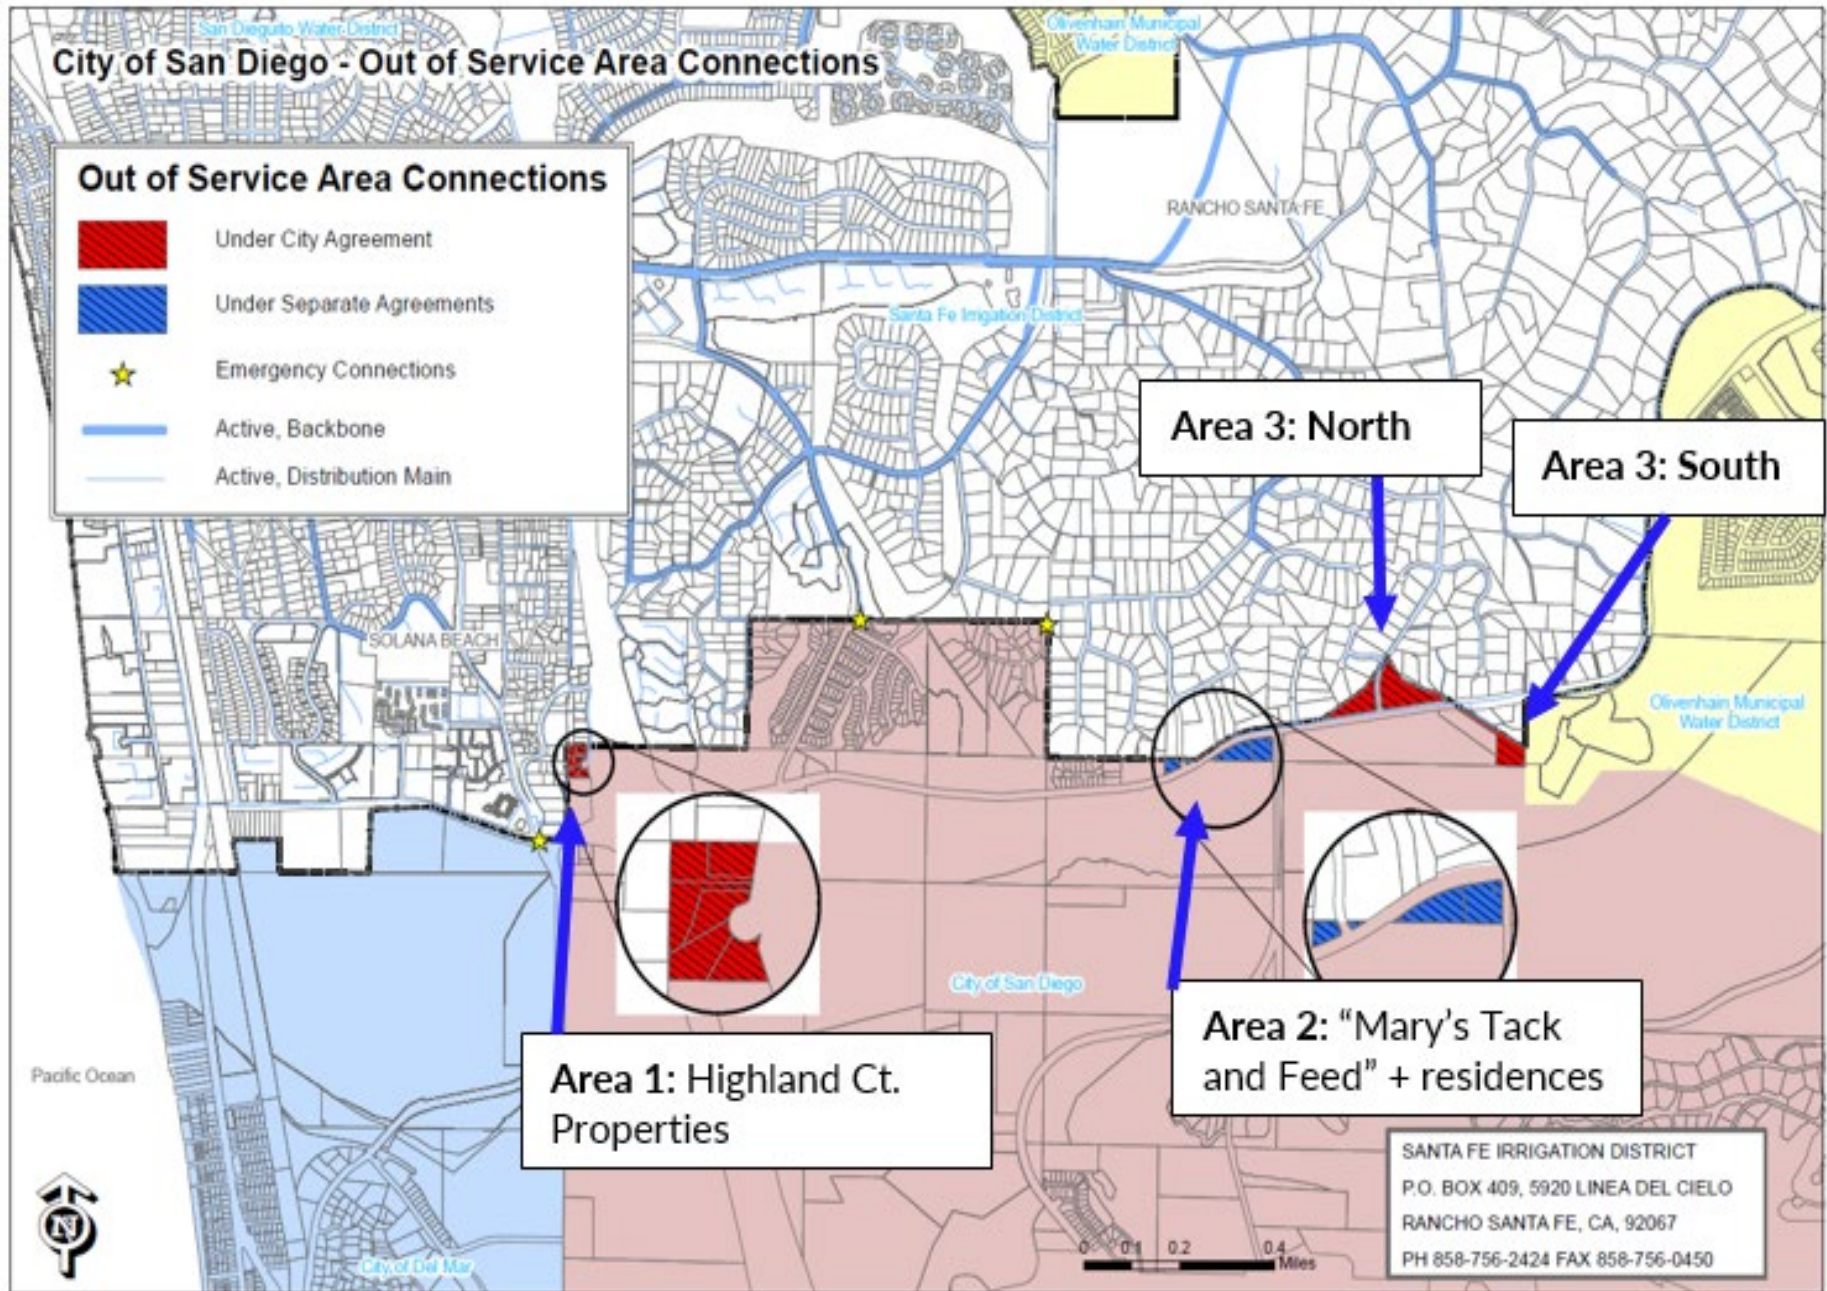 San Dieguito Water District
Olivenhain Municipal
Water District
City of San Diego - Out of Service Area Connections
Out of Service Area Connections
Under City Agreement
Under Separate Agreements
Emergency Connections
Active, Backbone
Active, Distribution Main
RANCHO SANTA FE
Santa Fe Irrigation District
Area 3: North
Area 3: South
SOLANA BEACH
Olivenhain Municipal
Water District
City of San Diego
Area 1: Highland Ct.
Properties
Area 2: “Mary’s Tack
and Feed” + residences
Pacific Ocean
City of Del Mar
N
0 0.1 0.2 0.4
Miles
SANTA FE IRRIGATION DISTRICT
P.O. BOX 409, 5920 LINEA DEL CIELO
RANCHO SANTA FE, CA, 92067
PH 858-756-2424 FAX 858-756-0450